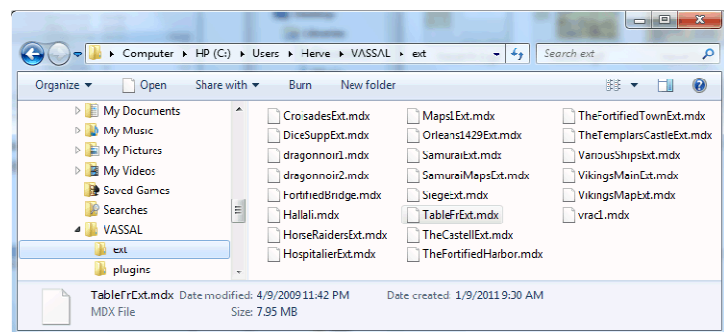 Computer HP (C:) Users Herve VASSAL ext Search ext
Organize Open Share with Burn New folder
My Documents
My Music
My Pictures
My Videos
Saved Games
Searches
VASSAL
ext
plugins
CroisadesExt.mdx
DiceSuppExt.mdx
dragonnoir1.mdx
dragonnoir2.mdx
FortifiedBridge.mdx
Hallali.mdx
HorseRaidersExt.mdx
HospitalierExt.mdx
Maps1Ext.mdx
Orleans1429Ext.mdx
SamuraiExt.mdx
SamuraiMapsExt.mdx
SiegeExt.mdx
TableFrExt.mdx
TheCastellExt.mdx
TheFortifiedHarbor.mdx
TheFortifiedTownExt.mdx
TheTemplarsCastleExt.mdx
VariousShipsExt.mdx
VikingsMainExt.mdx
VikingsMapExt.mdx
vrac1.mdx
TableFrExt.mdx Date modified: 4/9/2009 11:42 PM Date created: 1/9/2011 9:30 AM
MDX File Size: 7.95 MB